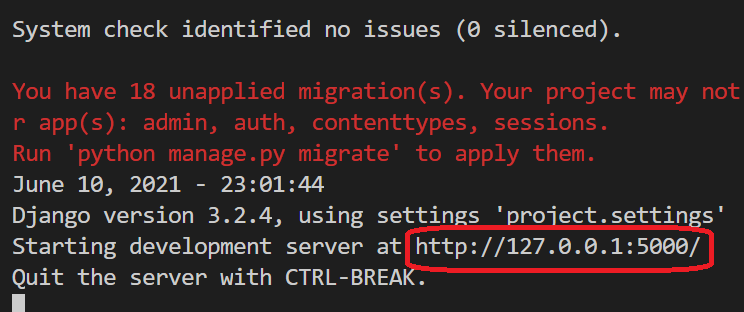 System check identified no issues (0 silenced).
You have 18 unapplied migration(s). Your project may not
r app(s): admin, auth, contenttypes, sessions.
Run 'python manage.py migrate' to apply them.
June 10, 2021 - 23:01:44
Django version 3.2.4, using settings 'project.settings'
Starting development server at http://127.0.0.1:5000/
Quit the server with CTRL-BREAK.